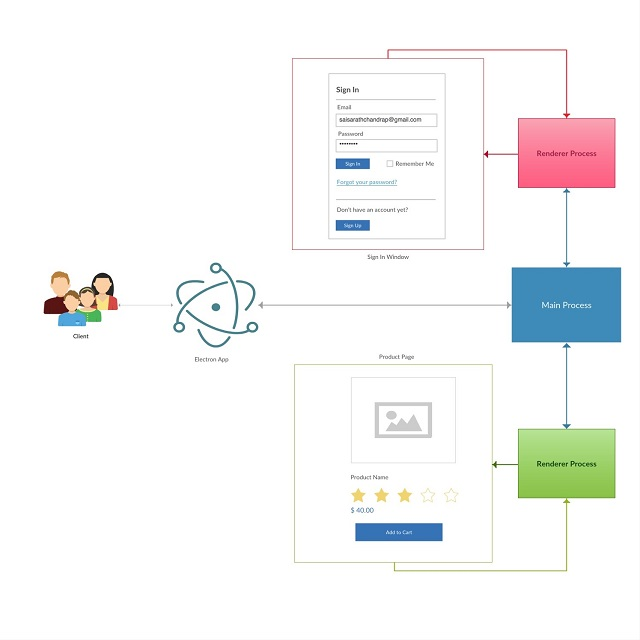 Sign In
Email
saisarathchandrap@gmail.com
Password
••••••••
Sign In
Remember Me
Forgot your password?
Don't have an account yet?
Sign Up
Sign In Window
Renderer Process
Main Process
Client
Electron App
Product Page
Product Name
$ 40.00
Add to Cart
Renderer Process